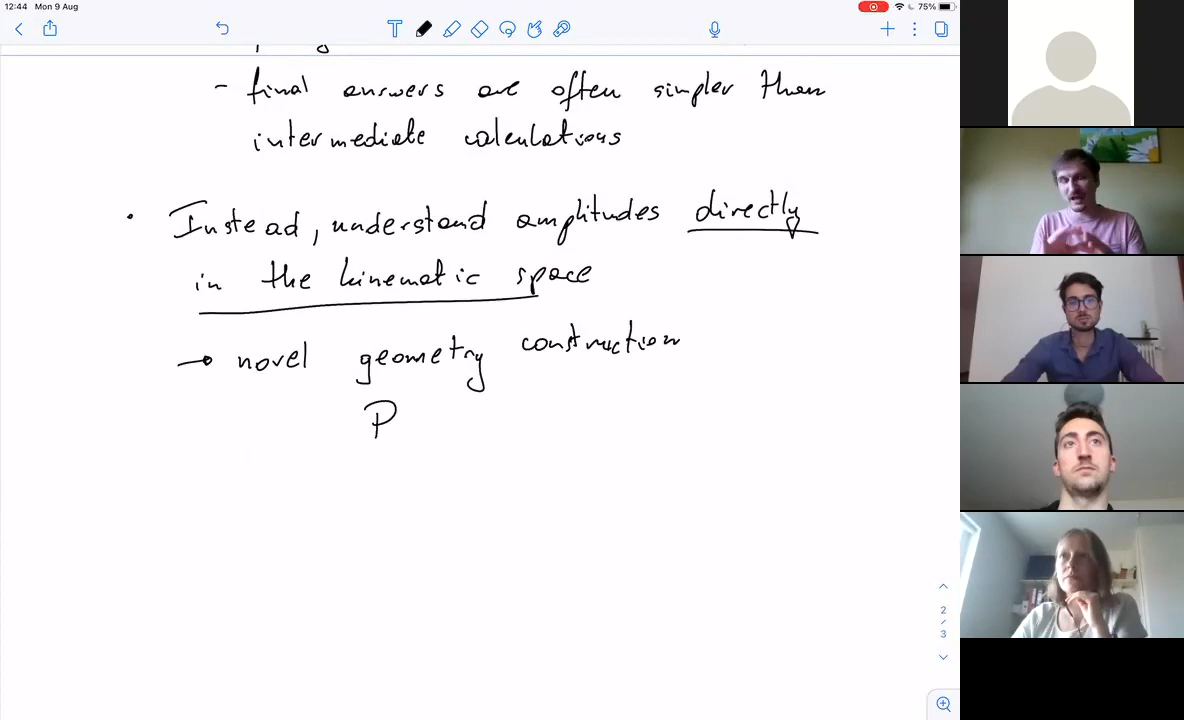 12:44 Mon 9 Aug
75%
- final answers are often simpler than
intermediate calculations
• Instead, understand amplitudes directly
in the kinematic space
→ novel geometry construction
P
2
/
3